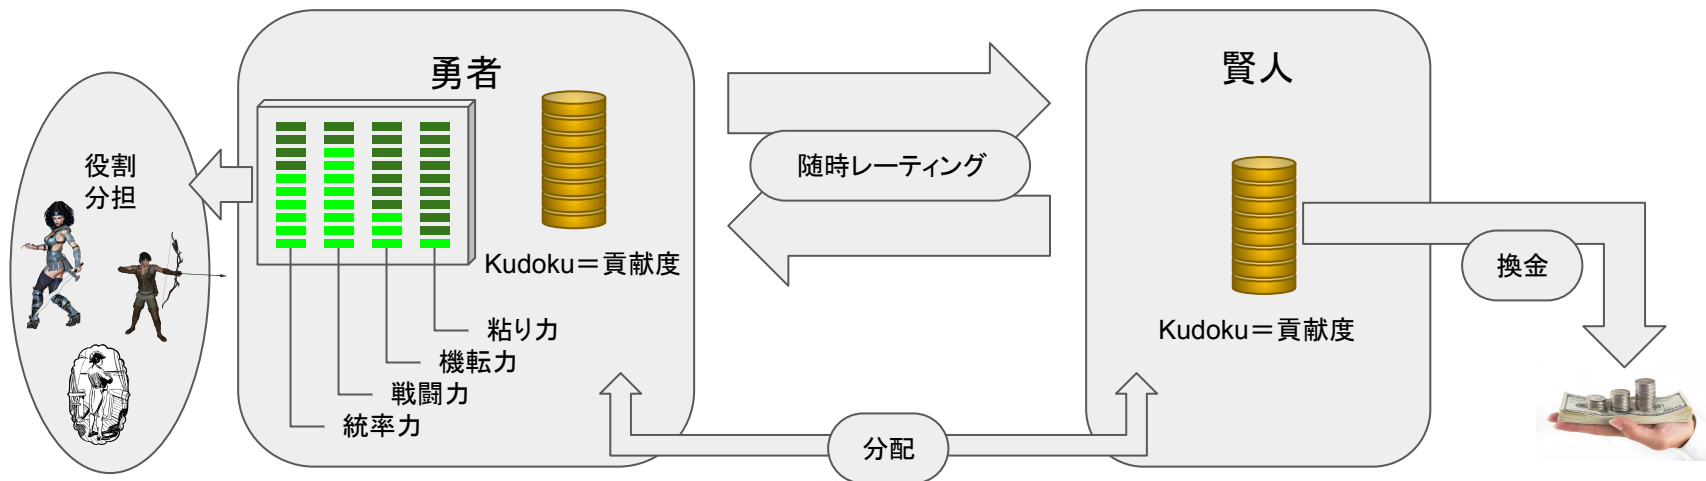 役割
分担
勇者
Kudoku＝貢献度
粘り力
機転力
戦闘力
統率力
随時レーティング
分配
賢人
Kudoku＝貢献度
換金